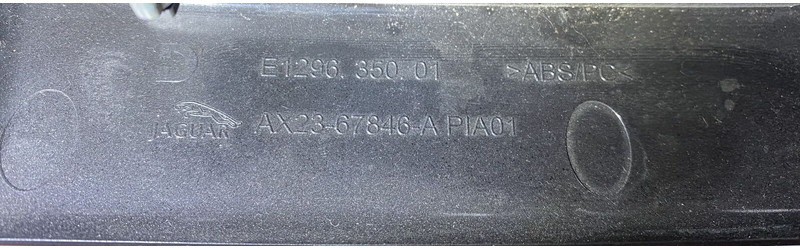 E1296. 350. 01 >ABS/PC<
JAGUAR AX23-67846-A PIA01